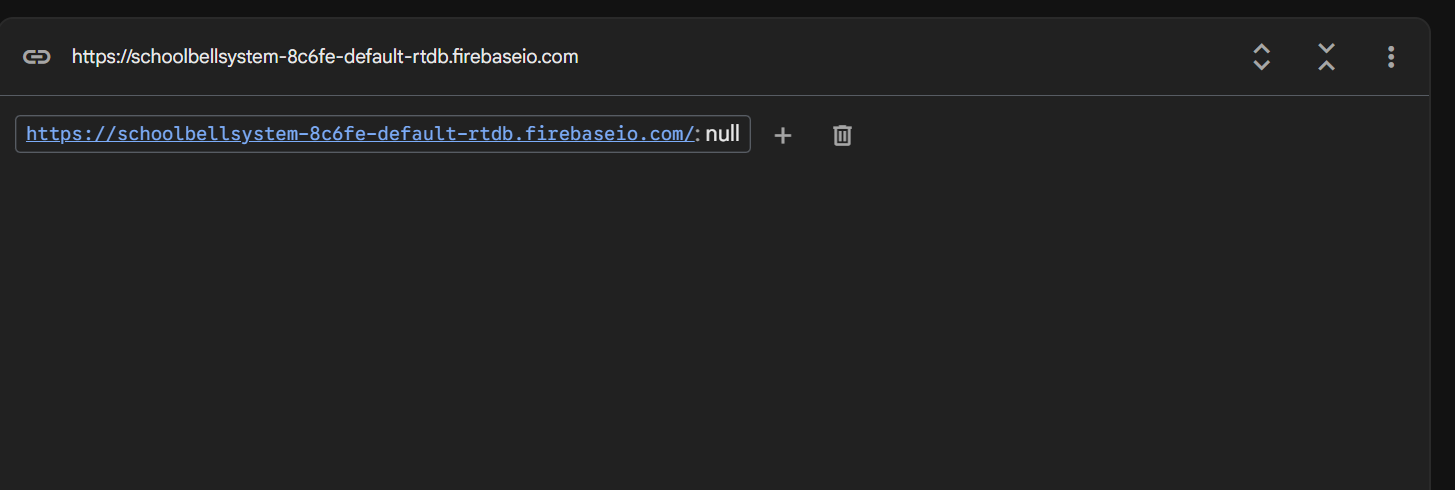 https://schoolbellsystem-8c6fe-default-rtdb.firebaseio.com
https://schoolbellsystem-8c6fe-default-rtdb.firebaseio.com/: null